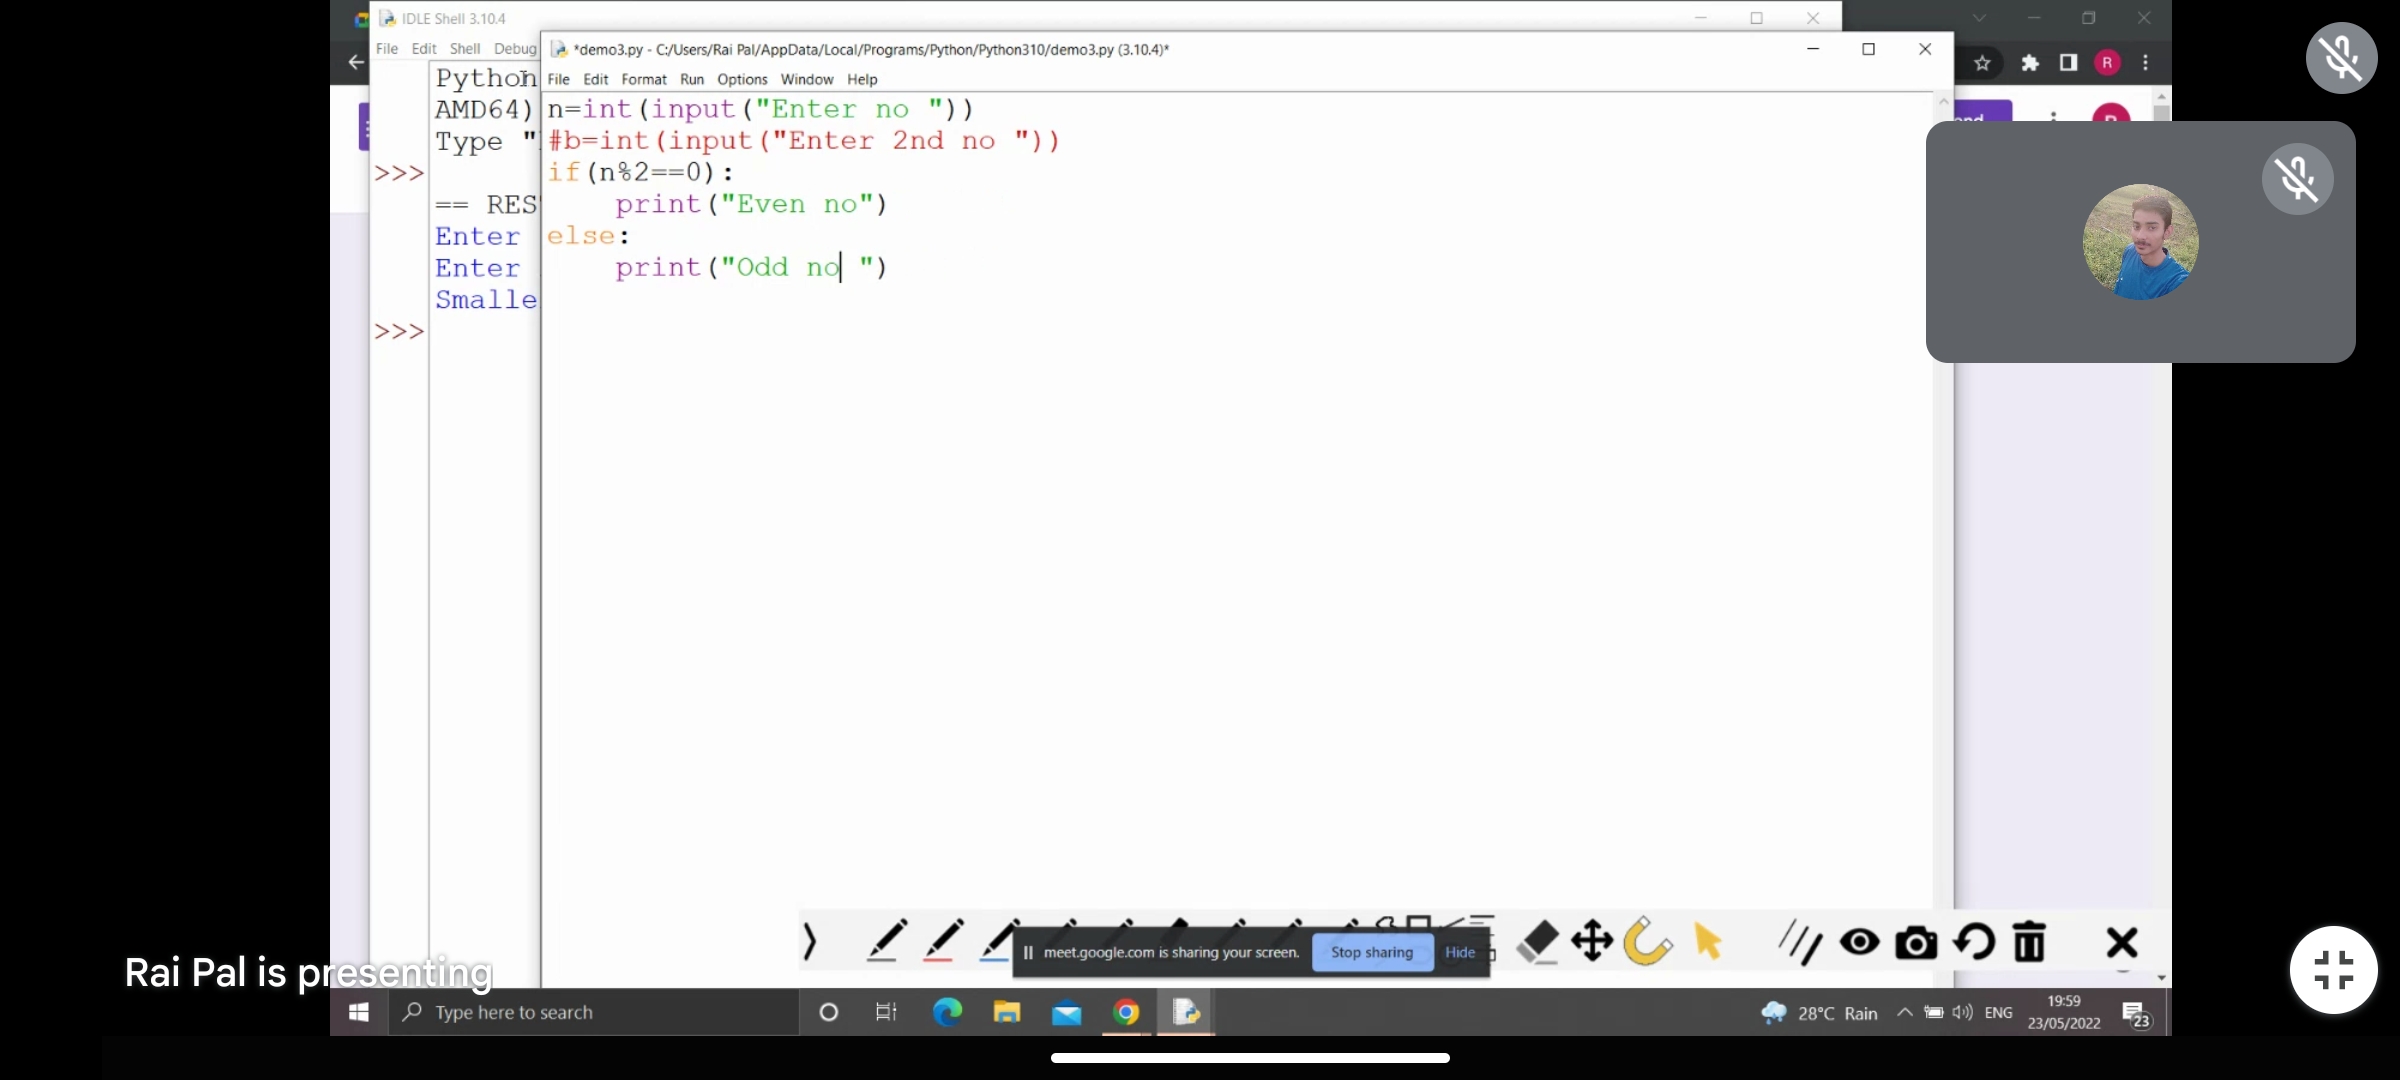 IDLE Shell 3.10.4
File Edit Shell Debug
Python
AMD64)
Type "
>>>
== RES
Enter
Enter
Smalle
>>>
*demo3.py - C:/Users/Rai Pal/AppData/Local/Programs/Python/Python310/demo3.py (3.10.4)*
File Edit Format Run Options Window Help
n=int(input("Enter no "))
#b=int(input("Enter 2nd no "))
if(n%2==0):
    print("Even no")
else:
    print("Odd no ")
R
meet.google.com is sharing your screen. Stop sharing Hide
Rai Pal is presenting
Type here to search
28°C Rain
ENG
19:59
23/05/2022
23